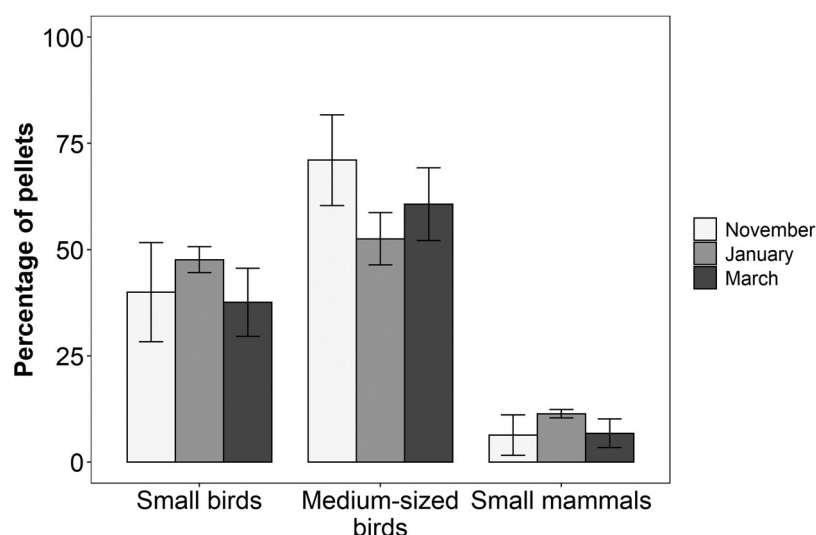 Percentage of pellets
100
75
50
25
0
Small birds
Medium-sized
birds
Small mammals
November
January
March